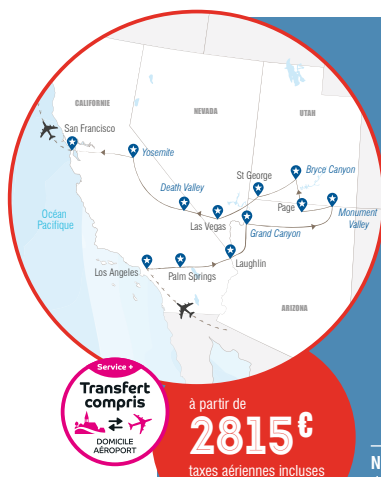 CALIFORNIE
NEVADA
UTAH
San Francisco
Yosemite
Bryce Canyon
St George
Death Valley
Page
Monument
Valley
Las Vegas
Grand Canyon
Océan
Pacifique
Laughlin
Los Angeles
Palm Springs
ARIZONA
Service +
Transfert
compris
DOMICILE
AÉROPORT
à partir de
2815€
taxes aériennes incluses
N